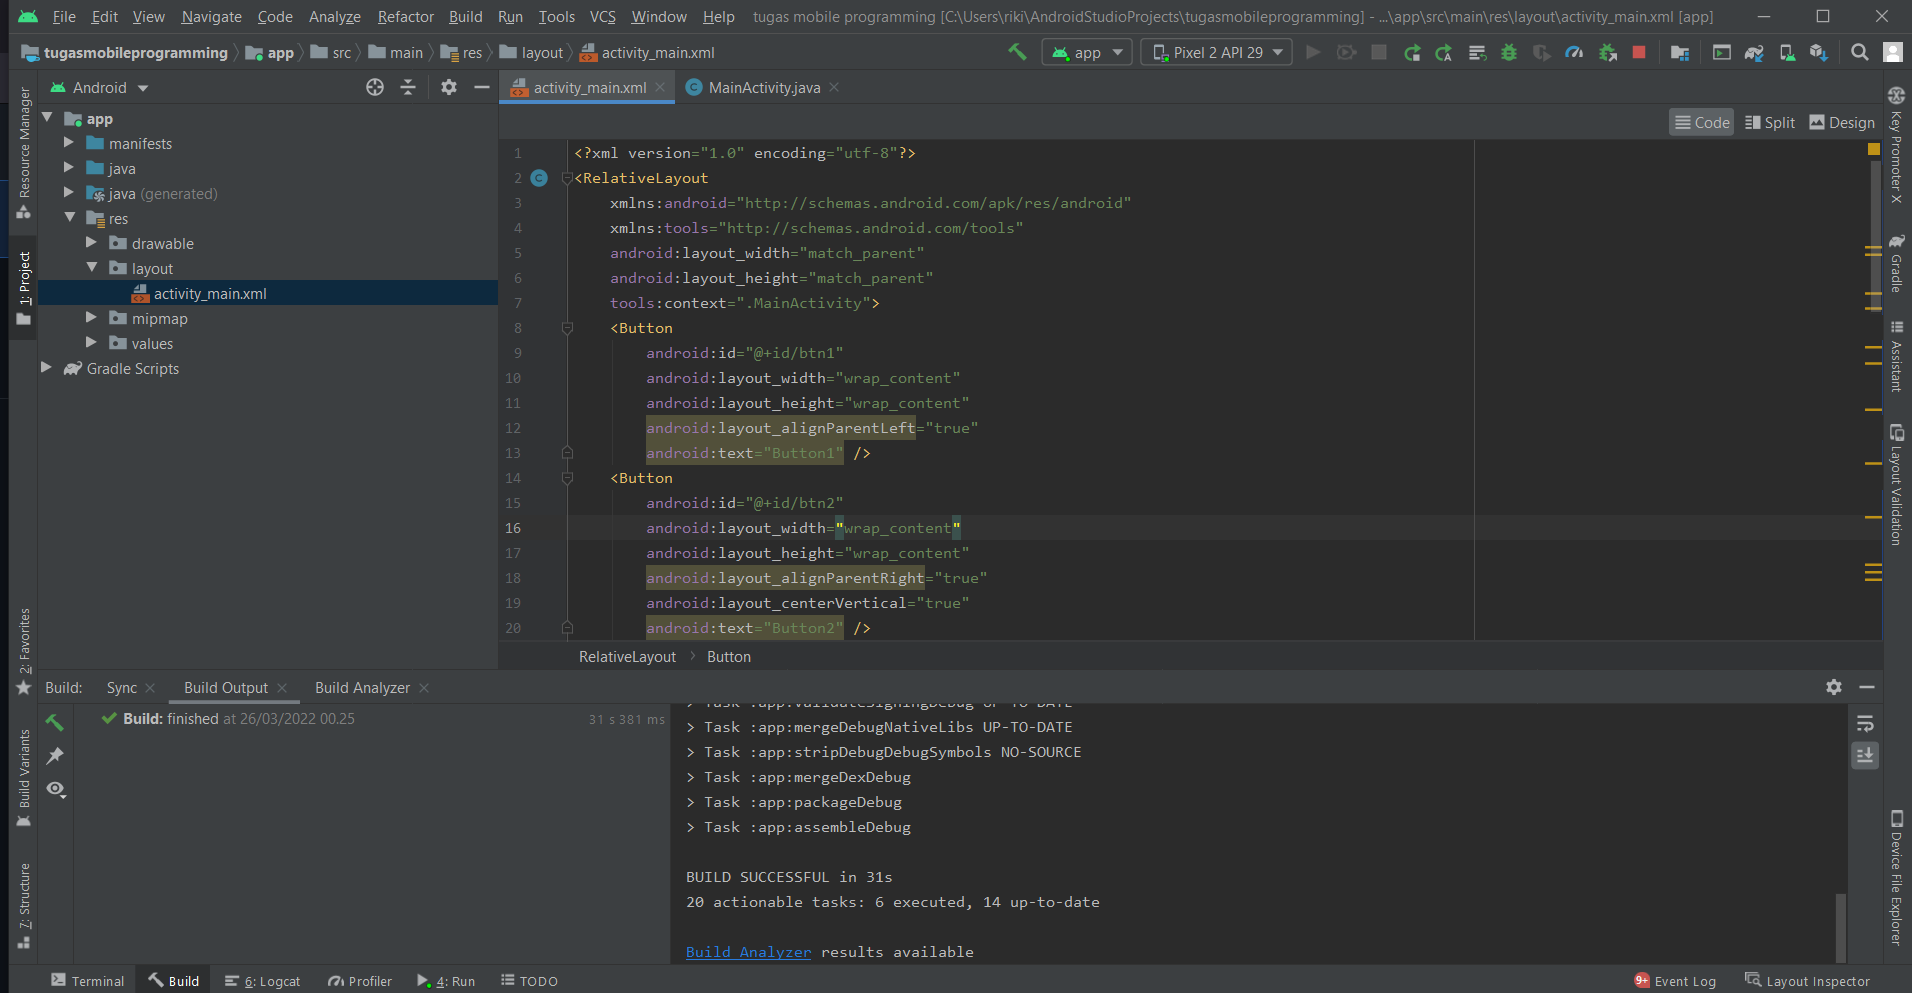 File Edit View Navigate Code Analyze Refactor Build Run Tools VCS Window Help tugas mobile programming [C:\Users\riki\AndroidStudioProjects\tugasmobileprogramming] - ...\app\src\main\res\layout\activity_main.xml [app]
tugasmobileprogramming app src main res layout activity_main.xml app Pixel 2 API 29
Android
activity_main.xml MainActivity.java
Code Split Design
app
manifests
java
java (generated)
res
drawable
layout
activity_main.xml
mipmap
values
Gradle Scripts
Resource Manager
1: Project
2: Favorites
Build Variants
7: Structure
1 <?xml version="1.0" encoding="utf-8"?>
2 <RelativeLayout
3 xmlns:android="http://schemas.android.com/apk/res/android"
4 xmlns:tools="http://schemas.android.com/tools"
5 android:layout_width="match_parent"
6 android:layout_height="match_parent"
7 tools:context=".MainActivity">
8 <Button
9 android:id="@+id/btn1"
10 android:layout_width="wrap_content"
11 android:layout_height="wrap_content"
12 android:layout_alignParentLeft="true"
13 android:text="Button1" />
14 <Button
15 android:id="@+id/btn2"
16 android:layout_width="wrap_content"
17 android:layout_height="wrap_content"
18 android:layout_alignParentRight="true"
19 android:layout_centerVertical="true"
20 android:text="Button2" />
RelativeLayout Button
Key Promoter X
Gradle
Assistant
Layout Validation
Device File Explorer
Build: Sync Build Output Build Analyzer
Build: finished at 26/03/2022 00.25 31 s 381 ms
> Task :app:validateSigningDebug UP-TO-DATE
> Task :app:mergeDebugNativeLibs UP-TO-DATE
> Task :app:stripDebugDebugSymbols NO-SOURCE
> Task :app:mergeDexDebug
> Task :app:packageDebug
> Task :app:assembleDebug
BUILD SUCCESSFUL in 31s
20 actionable tasks: 6 executed, 14 up-to-date
Build Analyzer results available
Terminal Build 6: Logcat Profiler 4: Run TODO 9+ Event Log Layout Inspector